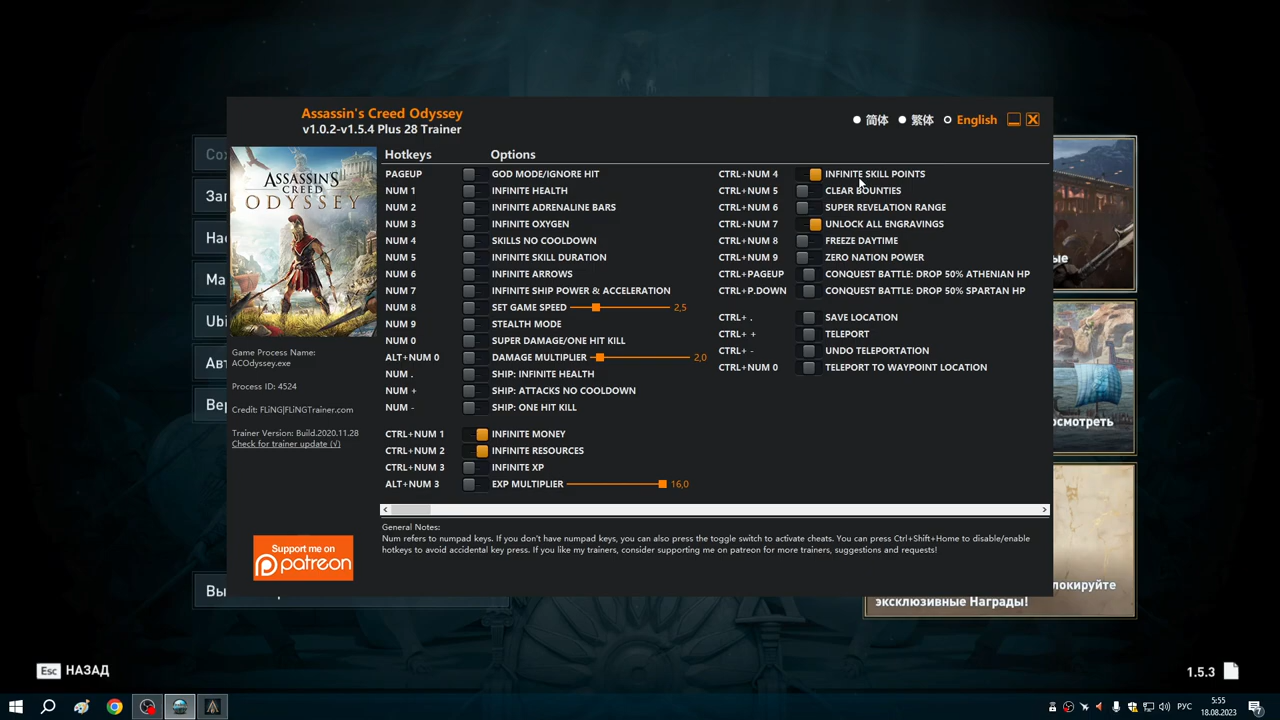 Assassin's Creed Odyssey
v1.0.2-v1.5.4 Plus 28 Trainer
简体 繁体 English
ASSASSIN'S
CREED
ODYSSEY
Game Process Name:
ACOdyssey.exe
Process ID: 4524
Credit: FLiNG|FLiNGTrainer.com
Trainer Version: Build.2020.11.28
Check for trainer update (√)
Support me on
patreon
Hotkeys Options
PAGEUP GOD MODE/IGNORE HIT
NUM 1 INFINITE HEALTH
NUM 2 INFINITE ADRENALINE BARS
NUM 3 INFINITE OXYGEN
NUM 4 SKILLS NO COOLDOWN
NUM 5 INFINITE SKILL DURATION
NUM 6 INFINITE ARROWS
NUM 7 INFINITE SHIP POWER & ACCELERATION
NUM 8 SET GAME SPEED 2,5
NUM 9 STEALTH MODE
NUM 0 SUPER DAMAGE/ONE HIT KILL
ALT+NUM 0 DAMAGE MULTIPLIER 2,0
NUM . SHIP: INFINITE HEALTH
NUM + SHIP: ATTACKS NO COOLDOWN
NUM - SHIP: ONE HIT KILL
CTRL+NUM 1 INFINITE MONEY
CTRL+NUM 2 INFINITE RESOURCES
CTRL+NUM 3 INFINITE XP
ALT+NUM 3 EXP MULTIPLIER 16,0
CTRL+NUM 4 INFINITE SKILL POINTS
CTRL+NUM 5 CLEAR BOUNTIES
CTRL+NUM 6 SUPER REVELATION RANGE
CTRL+NUM 7 UNLOCK ALL ENGRAVINGS
CTRL+NUM 8 FREEZE DAYTIME
CTRL+NUM 9 ZERO NATION POWER
CTRL+PAGEUP CONQUEST BATTLE: DROP 50% ATHENIAN HP
CTRL+P.DOWN CONQUEST BATTLE: DROP 50% SPARTAN HP
CTRL+ . SAVE LOCATION
CTRL+ + TELEPORT
CTRL+ - UNDO TELEPORTATION
CTRL+NUM 0 TELEPORT TO WAYPOINT LOCATION
General Notes:
Num refers to numpad keys. If you don't have numpad keys, you can also press the toggle switch to activate cheats. You can press Ctrl+Shift+Home to disable/enable
hotkeys to avoid accidental key press. If you like my trainers, consider supporting me on patreon for more trainers, suggestions and requests!
Со
За
Нас
Ма
Ubi
Авт
Вер
Вы
ые
осмотреть
локируйте
эксклюзивные Награды!
Esc НАЗАД
1.5.3
РУС
5:55
18.08.2023
7